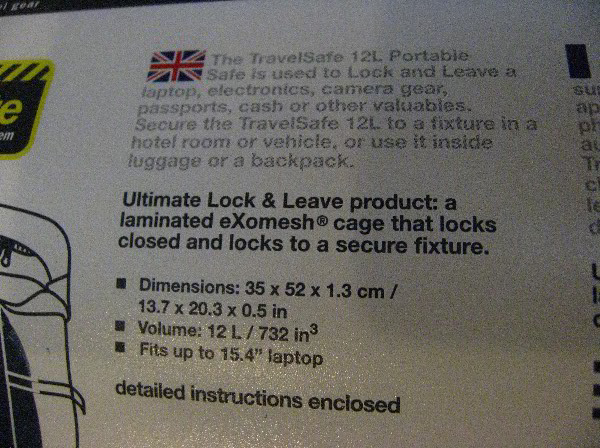 el gear
The TravelSafe 12L Portable
Safe is used to Lock and Leave a
laptop, electronics, camera gear,
passports, cash or other valuables.
Secure the TravelSafe 12L to a fixture in a
hotel room or vehicle, or use it inside
luggage or a backpack.
Ultimate Lock & Leave product: a
laminated eXomesh® cage that locks
closed and locks to a secure fixture.
■ Dimensions: 35 x 52 x 1.3 cm /
13.7 x 20.3 x 0.5 in
■ Volume: 12 L / 732 in³
■ Fits up to 15.4” laptop
detailed instructions enclosed